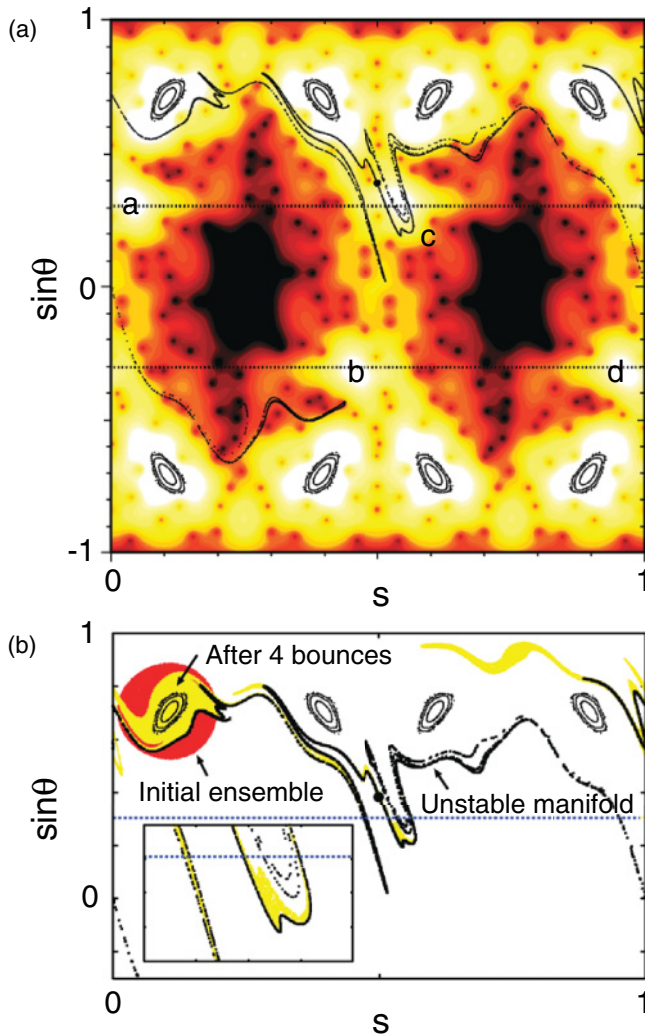 (a)
1
a
c
sinθ
0
b
d
-1
0
s
1
(b)
1
After 4 bounces
Initial ensemble
Unstable manifold
sinθ
0
0
s
1